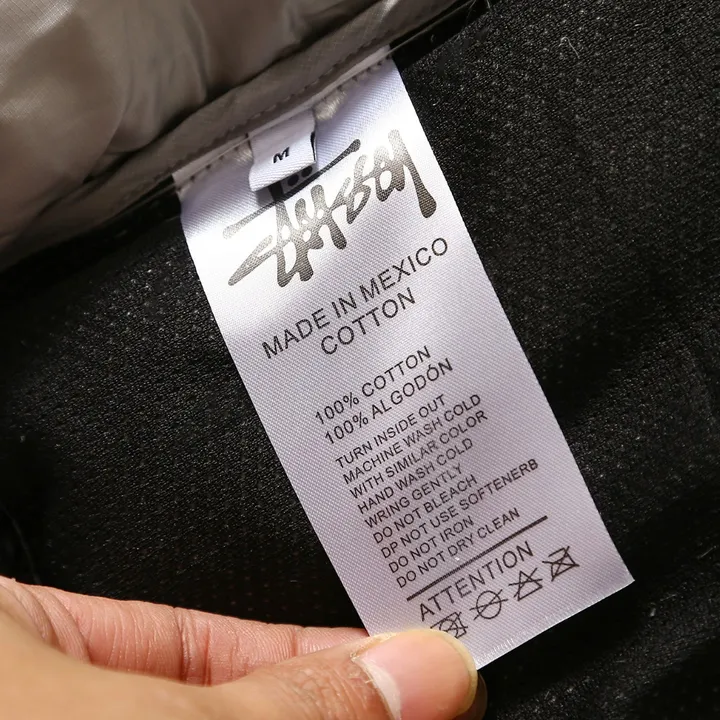 M
STÜSSY
MADE IN MEXICO
COTTON
100% COTTON
100% ALGODÓN
TURN INSIDE OUT
MACHINE WASH COLD
WITH SIMILAR COLOR
HAND WASH COLD
WRING GENTLY
DO NOT BLEACH
DP NOT USE SOFTENERB
DO NOT IRON
DO NOT DRY CLEAN
ATTENTION